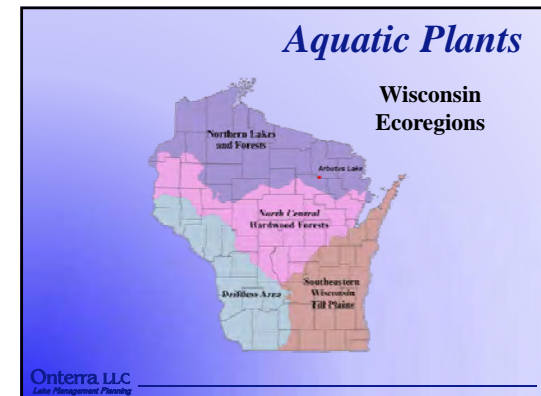 Aquatic Plants
Wisconsin
Ecoregions
Northern Lakes
and Forests
Arbutus Lake
North Central
Hardwood Forests
Driftless Area
Southeastern
Wisconsin
Till Plains
Onterra LLC
Lake Management Planning